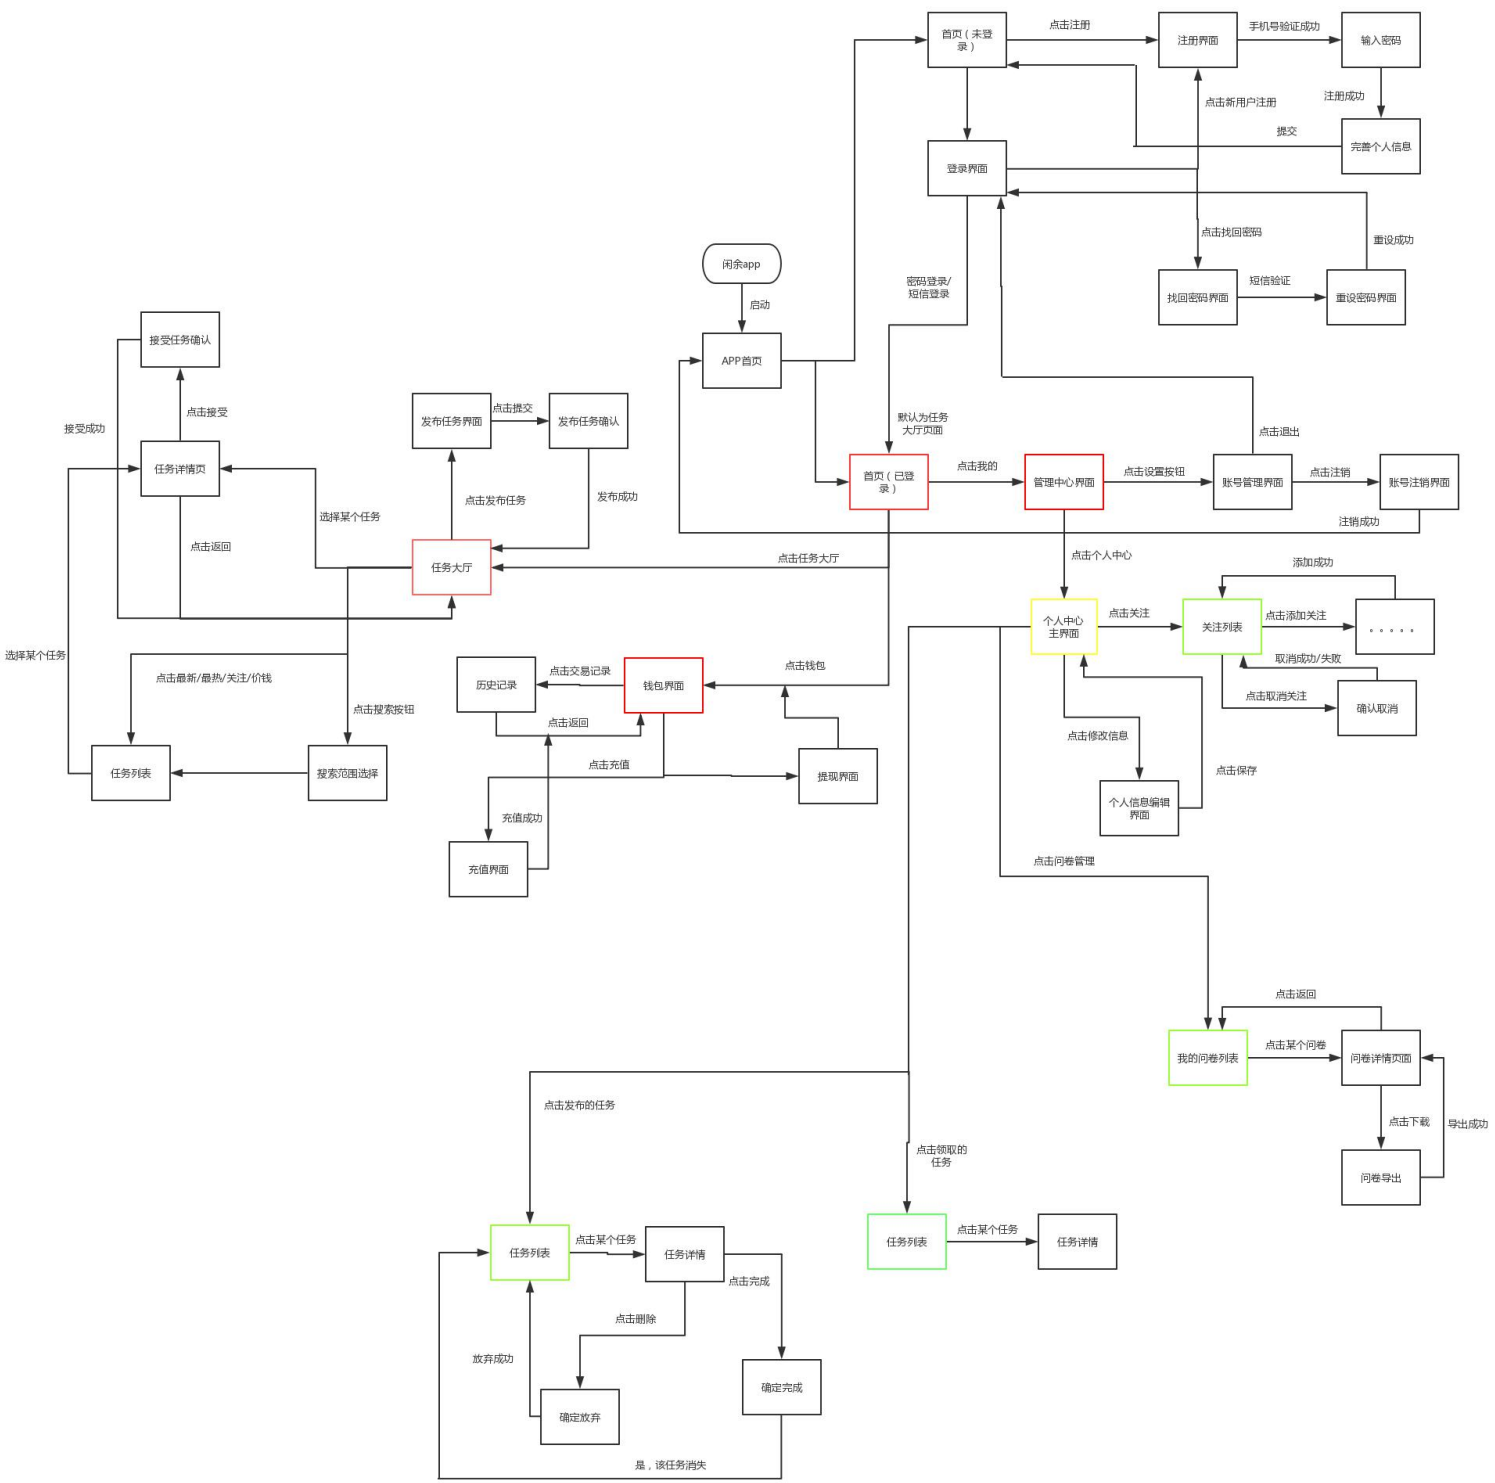 首页（未登
录）
点击注册
注册界面
手机号验证成功
输入密码
点击新用户注册
注册成功
提交
完善个人信息
登录界面
点击找回密码
重设成功
闲余app
启动
密码登录/
短信登录
找回密码界面
短信验证
重设密码界面
接受任务确认
APP首页
点击接受
接受成功
发布任务界面
点击提交
发布任务确认
默认为任务
大厅页面
点击退出
任务详情页
点击发布任务
发布成功
首页（已登
录）
点击我的
管理中心界面
点击设置按钮
账号管理界面
点击注销
账号注销界面
选择某个任务
注销成功
点击返回
任务大厅
点击任务大厅
点击个人中心
添加成功
个人中心
主界面
点击关注
关注列表
点击添加关注
。。。。。
选择某个任务
点击最新/最热/关注/价钱
点击搜索按钮
历史记录
点击交易记录
钱包界面
点击钱包
取消成功/失败
点击取消关注
确认取消
点击返回
点击修改信息
任务列表
搜索范围选择
点击充值
提现界面
点击保存
个人信息编辑
界面
充值成功
充值界面
点击问卷管理
点击返回
我的问卷列表
点击某个问卷
问卷详情页面
点击发布的任务
点击下载
导出成功
点击领取的
任务
问卷导出
任务列表
点击某个任务
任务详情
任务列表
点击某个任务
任务详情
点击完成
点击删除
放弃成功
确定完成
确定放弃
是，该任务消失